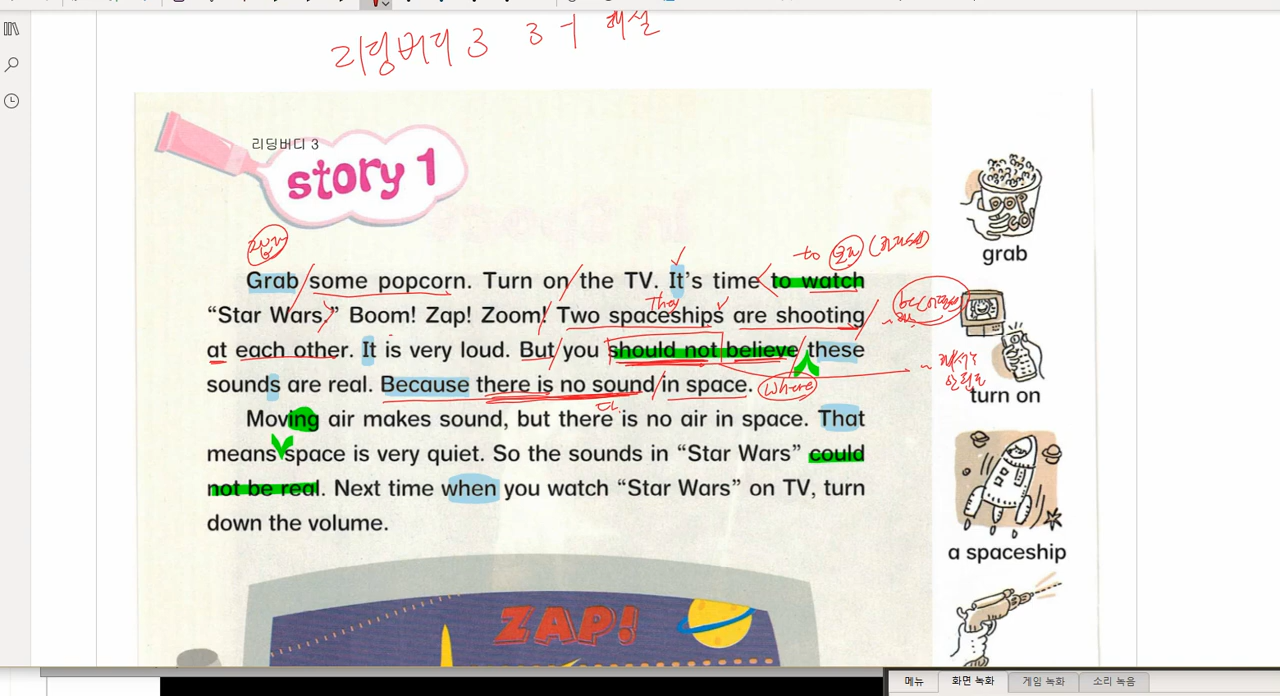 리딩버디 3 3-1 해설
리딩버디 3
story 1
Grab some popcorn. Turn on the TV. It's time to watch
"Star Wars." Boom! Zap! Zoom! Two spaceships are shooting
They
at each other. It is very loud. But you should not believe these
sounds are real. Because there is no sound in space.
where
Moving air makes sound, but there is no air in space. That
means space is very quiet. So the sounds in "Star Wars" could
not be real. Next time when you watch "Star Wars" on TV, turn
down the volume.
ZAP!
POP
grab
turn on
a spaceship
메뉴 화면 녹화 게임 녹화 소리 녹음